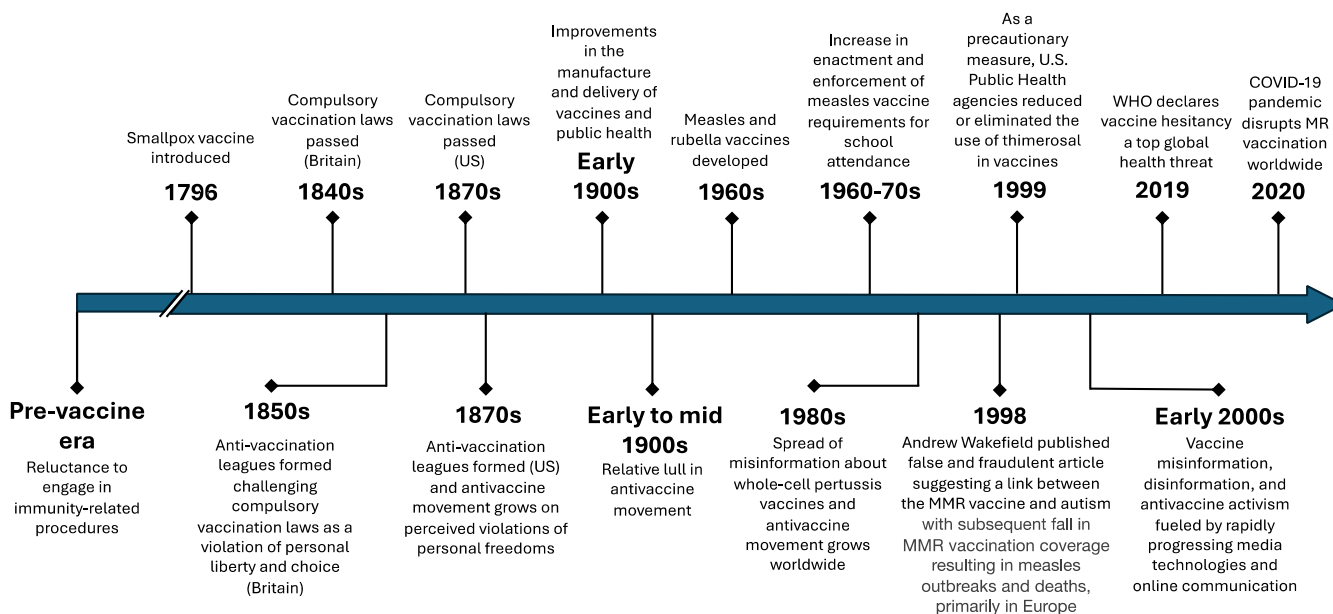 Smallpox vaccine
introduced
1796
Compulsory
vaccination laws
passed
(Britain)
1840s
Compulsory
vaccination laws
passed
(US)
1870s
Improvements
in the
manufacture
and delivery of
vaccines and
public health
Early
1900s
Measles and
rubella vaccines
developed
1960s
Increase in
enactment and
enforcement of
measles vaccine
requirements for
school
attendance
1960-70s
As a
precautionary
measure, U.S.
Public Health
agencies reduced
or eliminated the
use of thimerosal
in vaccines
1999
WHO declares
vaccine hesitancy
a top global
health threat
2019
COVID-19
pandemic
disrupts MR
vaccination
worldwide
2020
Pre-vaccine
era
Reluctance to
engage in
immunity-related
procedures
1850s
Anti-vaccination
leagues formed
challenging
compulsory
vaccination laws as a
violation of personal
liberty and choice
(Britain)
1870s
Anti-vaccination
leagues formed (US)
and antivaccine
movement grows on
perceived violations of
personal freedoms
Early to mid
1900s
Relative lull in
antivaccine
movement
1980s
Spread of
misinformation about
whole-cell pertussis
vaccines and
antivaccine
movement grows
worldwide
1998
Andrew Wakefield published
false and fraudulent article
suggesting a link between
the MMR vaccine and autism
with subsequent fall in
MMR vaccination coverage
resulting in measles
outbreaks and deaths,
primarily in Europe
Early 2000s
Vaccine
misinformation,
disinformation, and
antivaccine activism
fueled by rapidly
progressing media
technologies and
online communication